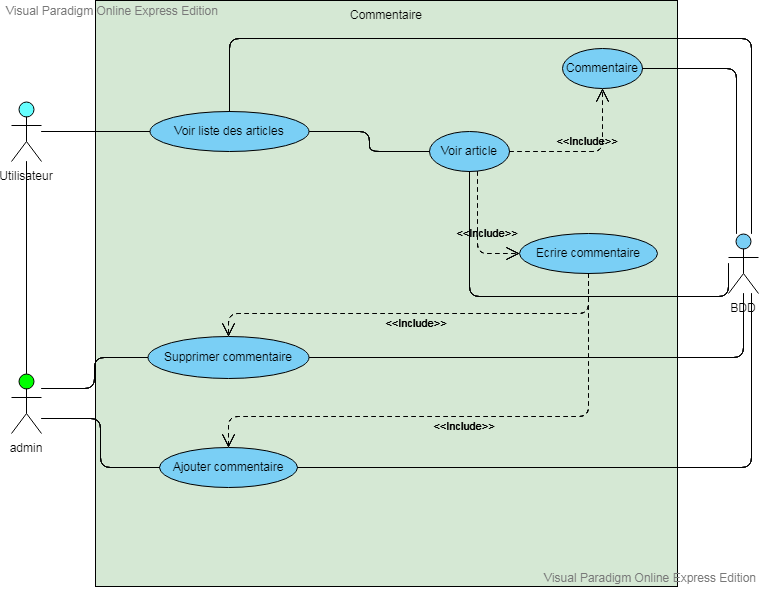 Visual Paradigm Online Express Edition
Commentaire
Commentaire
Voir liste des articles
<<Include>>
Voir article
Utilisateur
<<Include>>
Ecrire commentaire
BDD
<<Include>>
Supprimer commentaire
<<Include>>
admin
Ajouter commentaire
Visual Paradigm Online Express Edition